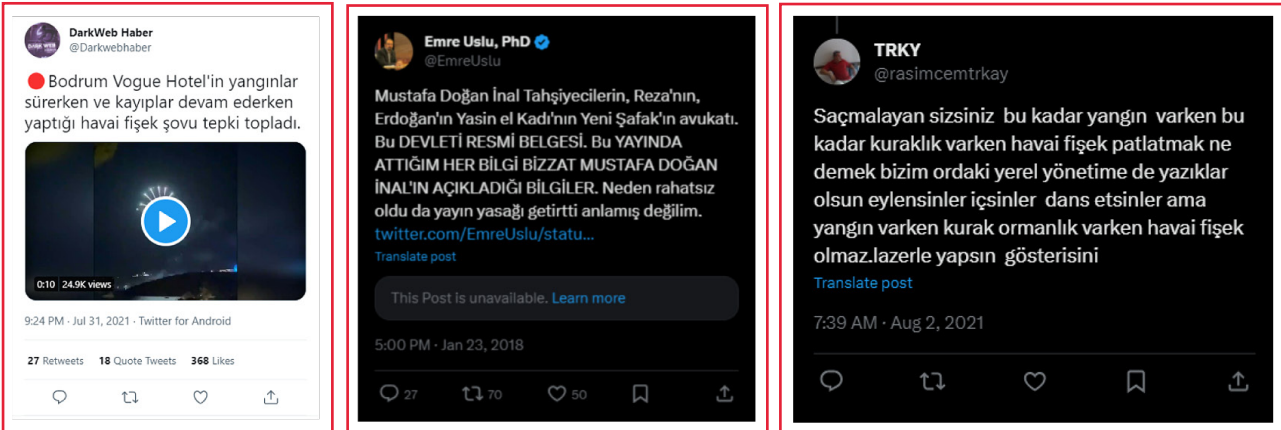 DarkWeb Haber
@Darkwebhaber
🔴Bodrum Vogue Hotel'in yangınlar
sürerken ve kayıplar devam ederken
yaptığı havai fişek şovu tepki topladı.
0:10 24.9K views
9:24 PM · Jul 31, 2021 · Twitter for Android
27 Retweets 18 Quote Tweets 368 Likes
Emre Uslu, PhD
@EmreUslu
Mustafa Doğan İnal Tahşiyecilerin, Reza'nın,
Erdoğan'ın Yasin el Kadı'nın Yeni Şafak'ın avukatı.
Bu DEVLETİ RESMİ BELGESİ. Bu YAYINDA
ATTIĞIM HER BİLGİ BİZZAT MUSTAFA DOĞAN
İNAL'IN AÇIKLADIĞI BİLGİLER. Neden rahatsız
oldu da yayın yasağı getirtti anlamış değilim.
twitter.com/EmreUslu/statu...
Translate post
This Post is unavailable. Learn more
5:00 PM · Jan 23, 2018
27 70 50
TRKY
@rasimcemtrkay
Saçmalayan sizsiniz bu kadar yangın varken bu
kadar kuraklık varken havai fişek patlatmak ne
demek bizim ordaki yerel yönetime de yazıklar
olsun eylensinler içsinler dans etsinler ama
yangın varken kurak ormanlık varken havai fişek
olmaz.lazerle yapsın gösterisini
Translate post
7:39 AM · Aug 2, 2021